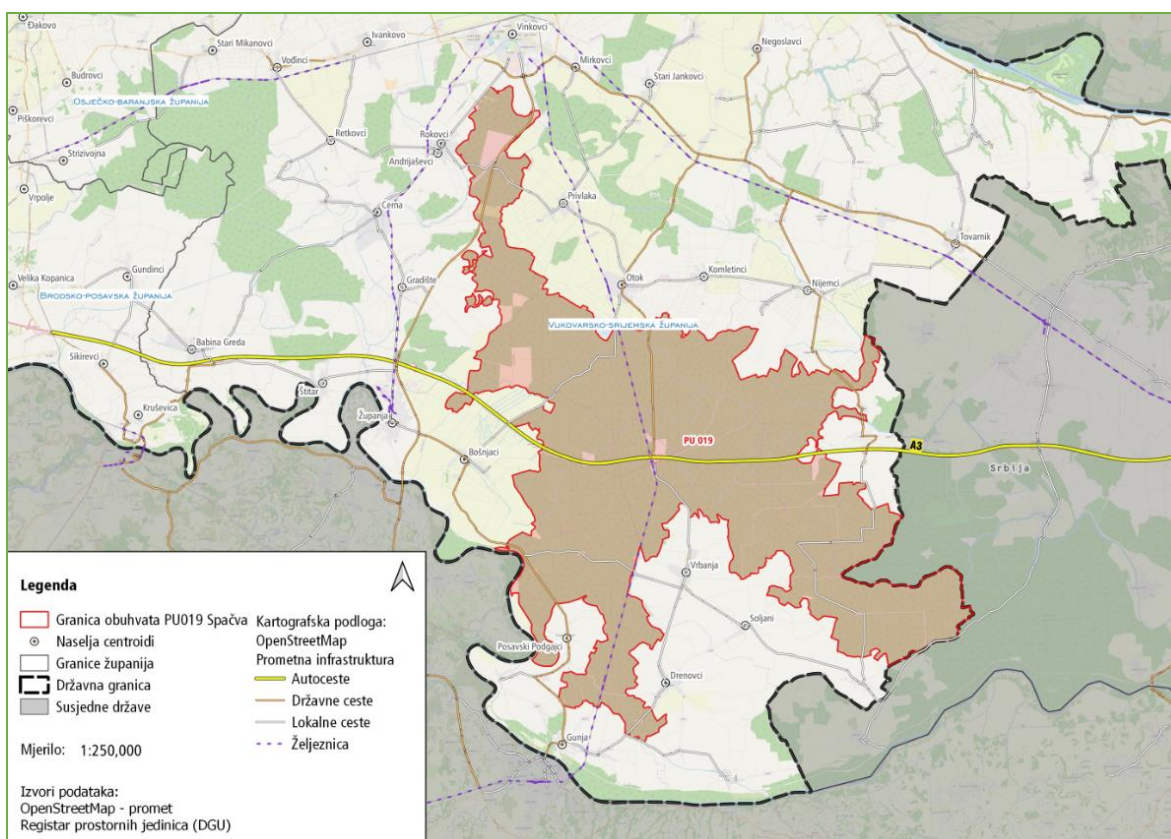 Đakovo
Stari Mikanovci
Ivankovo
Vinkovci
Vođinci
Mirkovci
Negoslavci
Budrovci
Stari Jankovci
OSJEČKO-BARANJSKA ŽUPANIJA
Piškorevci
Retkovci
Rokovci
Andrijaševci
Strizivojna
Vrpolje
Privlaka
Cerna
Tovarnik
Velika Kopanica
Gundinci
Gradište
Otok
Komletinci
Nijemci
BRODSKO-POSAVSKA ŽUPANIJA
VUKOVARSKO-SRIJEMSKA ŽUPANIJA
Babina Greda
Sikirevci
Štitar
Kruševica
Županja
Bošnjaci
PU 019
A3
Srbija
Vrbanja
Soljani
Posavski Podgajci
Drenovci
Gunja
Legenda
Granica obuhvata PU019 Spačva
Naselja centroidi
Granice županija
Državna granica
Susjedne države
Mjerilo: 1:250,000
Izvori podataka:
OpenStreetMap - promet
Registar prostornih jedinica (DGU)
Kartografska podloga:
OpenStreetMap
Prometna infrastruktura
Autoceste
Državne ceste
Lokalne ceste
Željeznica